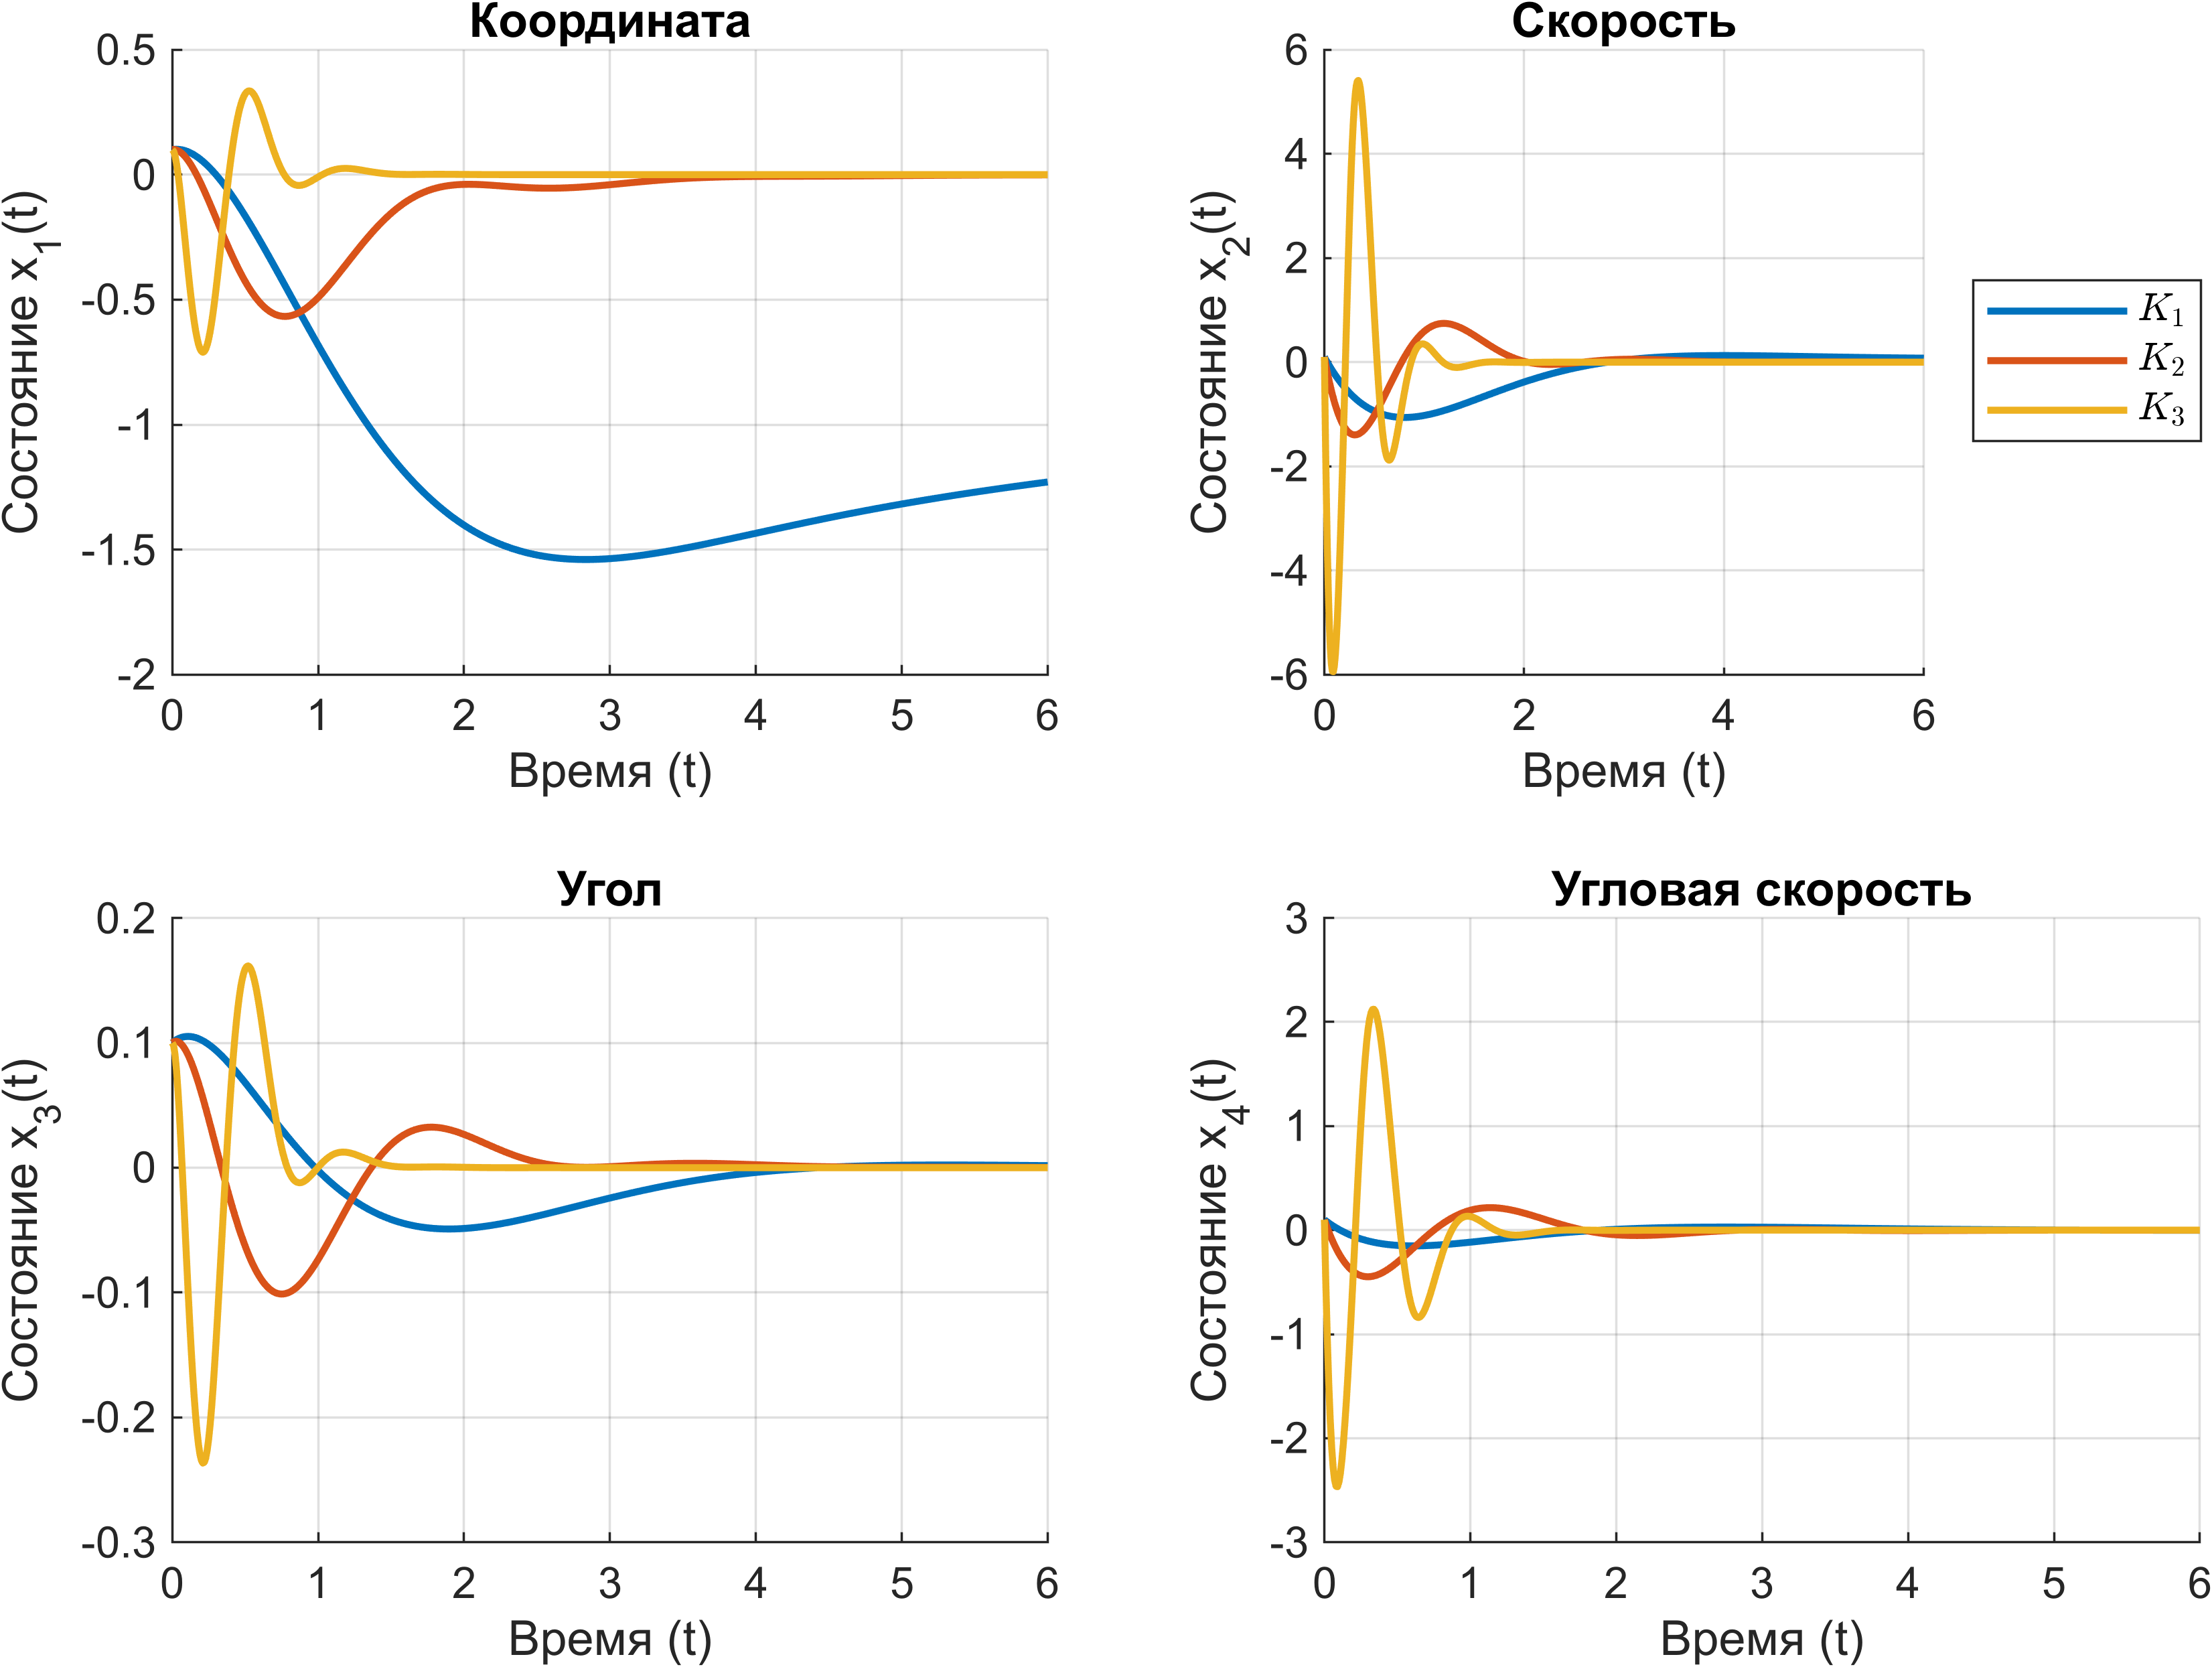 Координата
Состояние x₁(t)
0.5
0
-0.5
-1
-1.5
-2
0 1 2 3 4 5 6
Время (t)
Скорость
Состояние x₂(t)
6
4
2
0
-2
-4
-6
0 2 4 6
Время (t)
K₁
K₂
K₃
Угол
Состояние x₃(t)
0.2
0.1
0
-0.1
-0.2
-0.3
0 1 2 3 4 5 6
Время (t)
Угловая скорость
Состояние x₄(t)
3
2
1
0
-1
-2
-3
0 1 2 3 4 5 6
Время (t)